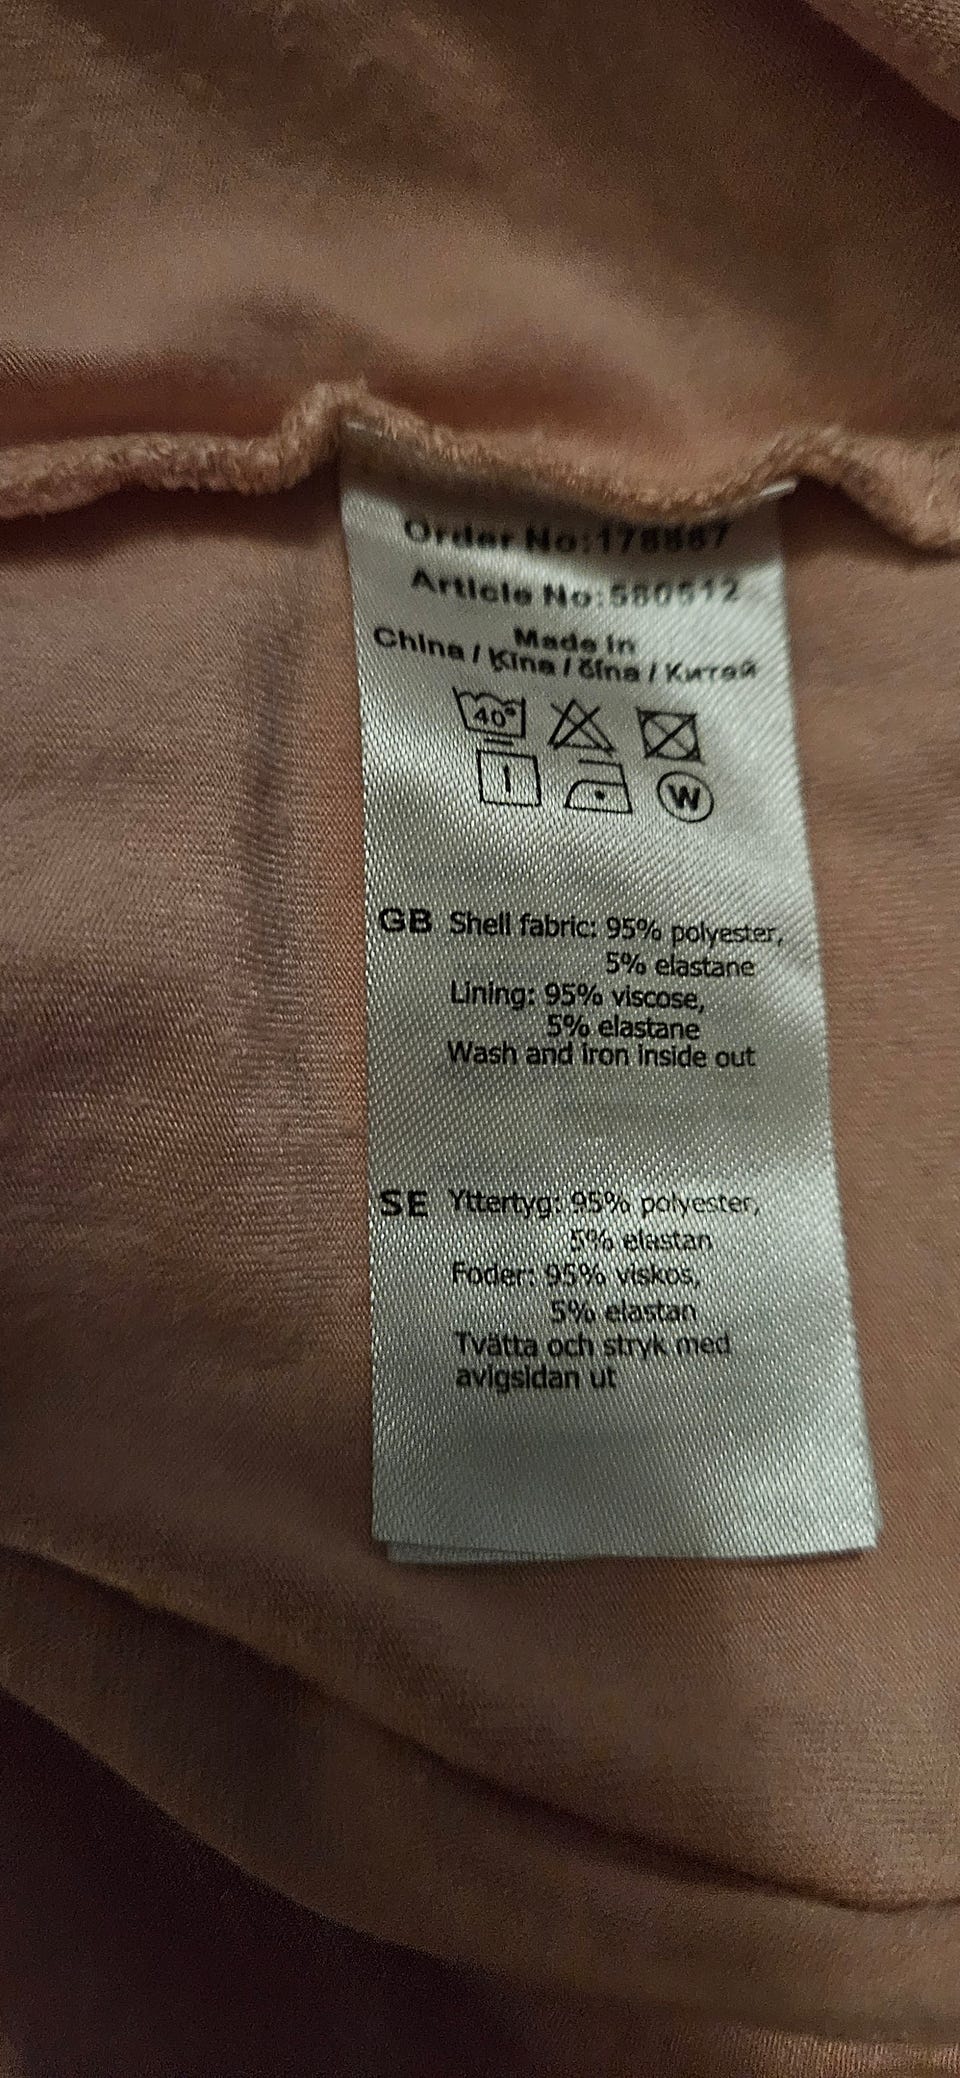 Order No:178887
Article No:580512
Made in
China / Ķīna / čína / Китай
40°
W
GB Shell fabric: 95% polyester,
5% elastane
Lining: 95% viscose,
5% elastane
Wash and iron inside out
SE Yttertyg: 95% polyester,
5% elastan
Foder: 95% viskos,
5% elastan
Tvätta och stryk med
avigsidan ut